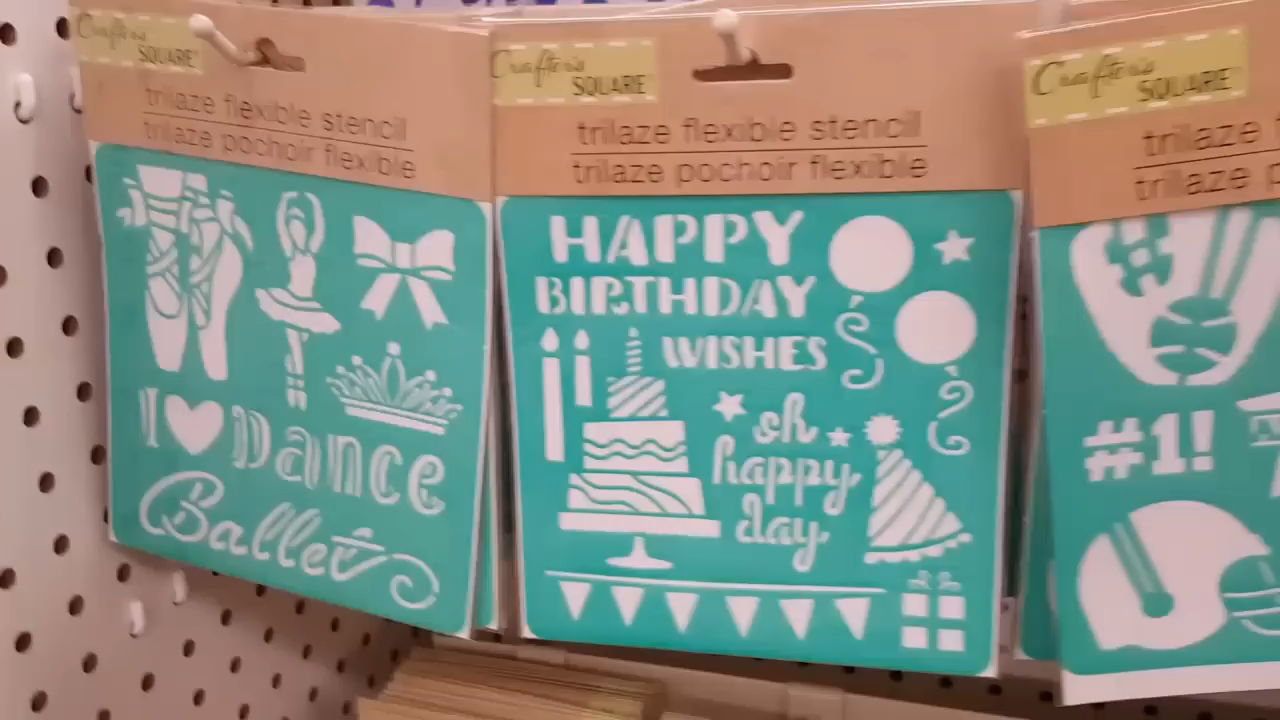 Crafter's
SQUARE
trilaze flexible stencil
trilaze pochoir flexible
I Dance
Ballet
Crafter's
SQUARE
trilaze flexible stencil
trilaze pochoir flexible
HAPPY
BIRTHDAY
WISHES
oh
happy
day
Crafter's
SQUARE
trilaze
trilaze
#1!